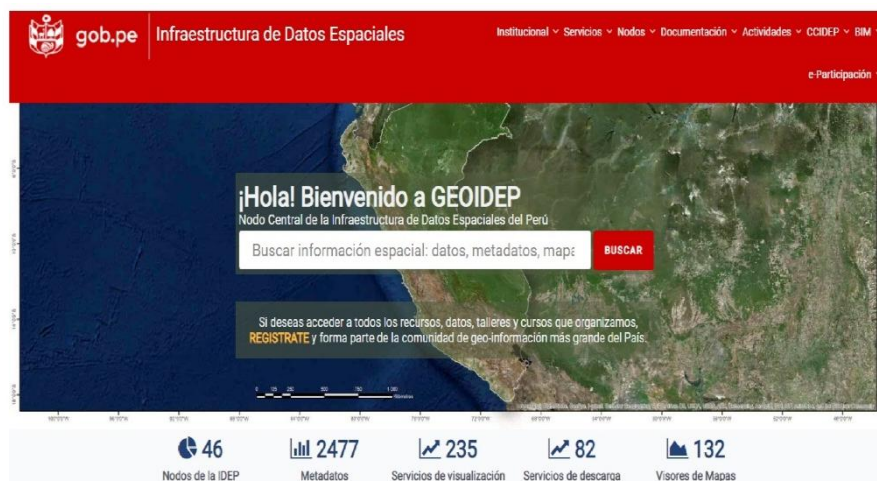 gob.pe
Infraestructura de Datos Espaciales
Institucional Servicios Nodos Documentación Actividades CCIDEP BIM
e-Participación
¡Hola! Bienvenido a GEOIDEP
Nodo Central de la Infraestructura de Datos Espaciales del Perú
Buscar información espacial: datos, metadatos, mapa
BUSCAR
Si deseas acceder a todos los recursos, datos, talleres y cursos que organizamos,
REGISTRATE y forma parte de la comunidad de geo-información más grande del País.
46
Nodos de la IDEP
2477
Metadatos
235
Servicios de visualización
82
Servicios de descarga
132
Visores de Mapas